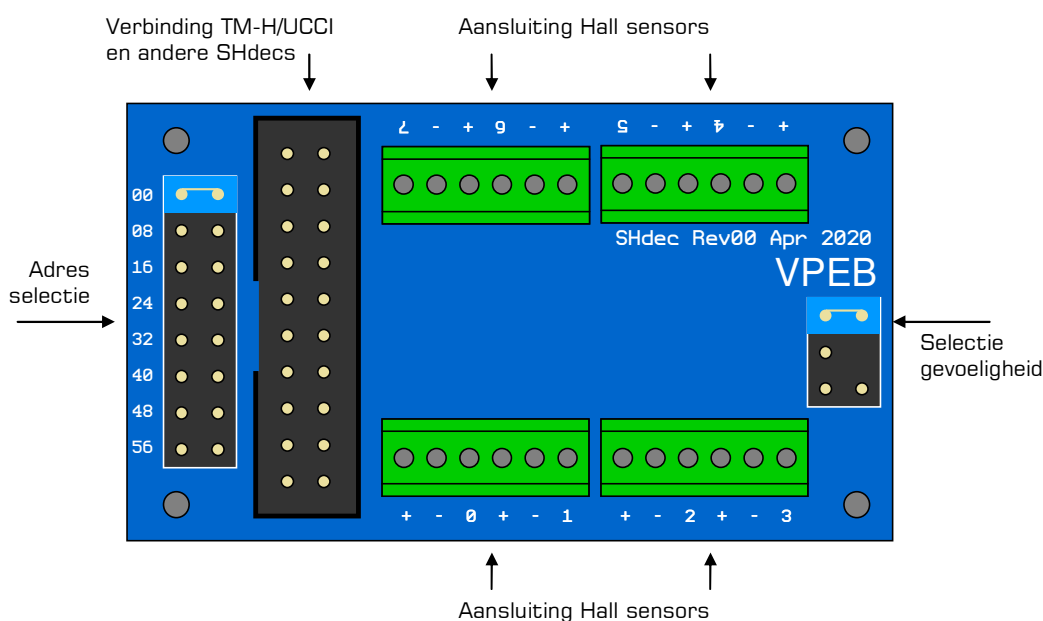 Verbinding TM-H/UCCI
en andere SHdecs
Aansluiting Hall sensors
7 - + 6 - +
5 - + 4 - +
00
08
16
24
32
40
48
56
SHdec Rev00 Apr 2020
VPEB
Adres
selectie
Selectie
gevoeligheid
+ - 0 + - 1
+ - 2 + - 3
Aansluiting Hall sensors